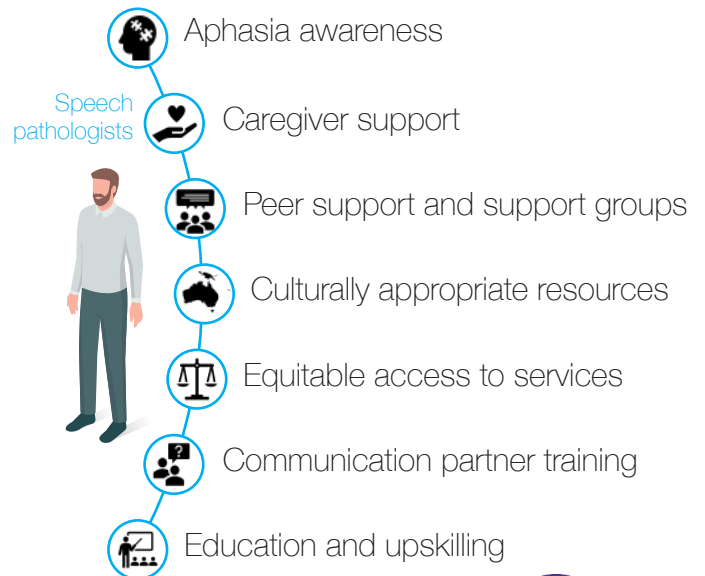 Aphasia awareness
Speech
pathologists
Caregiver support
Peer support and support groups
Culturally appropriate resources
Equitable access to services
Communication partner training
Education and upskilling